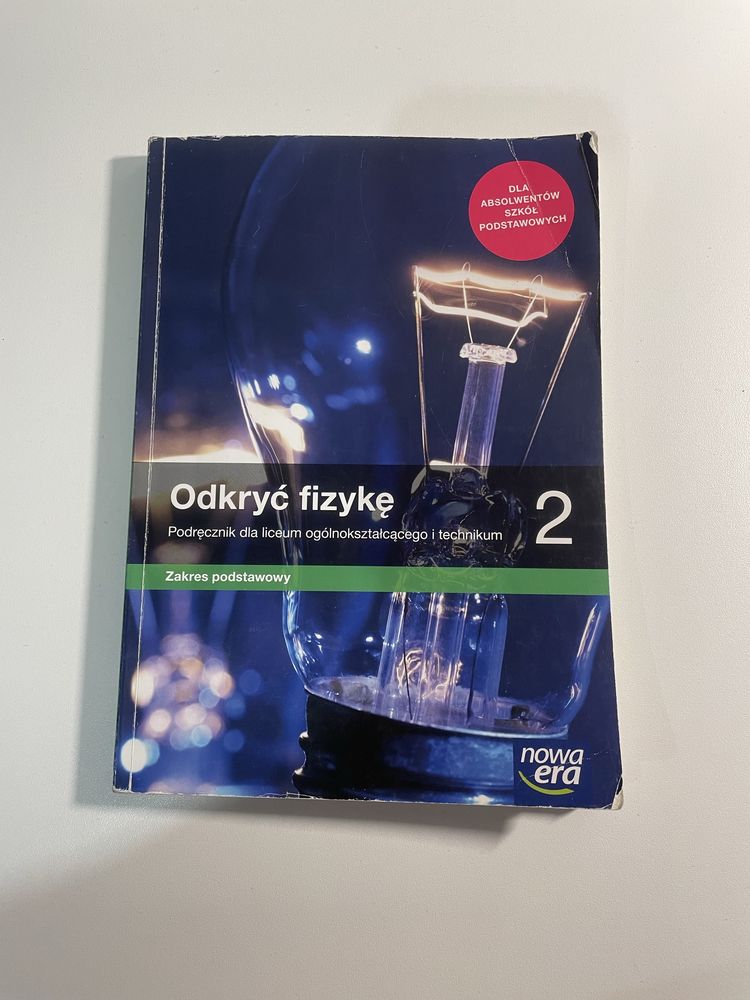 DLA
ABSOLWENTÓW
SZKÓŁ
PODSTAWOWYCH
Odkryć fizykę
2
Podręcznik dla liceum ogólnokształcącego i technikum
Zakres podstawowy
nowa
era